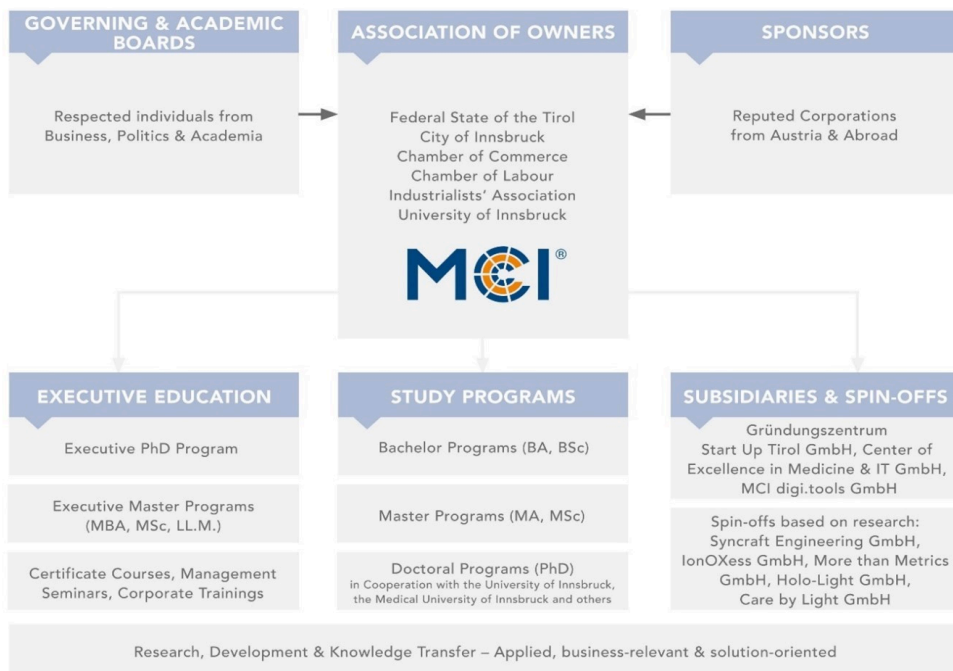 GOVERNING & ACADEMIC
BOARDS
Respected individuals from
Business, Politics & Academia
ASSOCIATION OF OWNERS
Federal State of the Tirol
City of Innsbruck
Chamber of Commerce
Chamber of Labour
Industrialists’ Association
University of Innsbruck
MCI®
SPONSORS
Reputed Corporations
from Austria & Abroad
EXECUTIVE EDUCATION
Executive PhD Program
Executive Master Programs
(MBA, MSc, LL.M.)
Certificate Courses, Management
Seminars, Corporate Trainings
STUDY PROGRAMS
Bachelor Programs (BA, BSc)
Master Programs (MA, MSc)
Doctoral Programs (PhD)
in Cooperation with the University of Innsbruck,
the Medical University of Innsbruck and others
SUBSIDIARIES & SPIN-OFFS
Gründungszentrum
Start Up Tirol GmbH, Center of
Excellence in Medicine & IT GmbH,
MCI digi.tools GmbH
Spin-offs based on research:
Syncraft Engineering GmbH,
IonOXess GmbH, More than Metrics
GmbH, Holo-Light GmbH,
Care by Light GmbH
Research, Development & Knowledge Transfer – Applied, business-relevant & solution-oriented